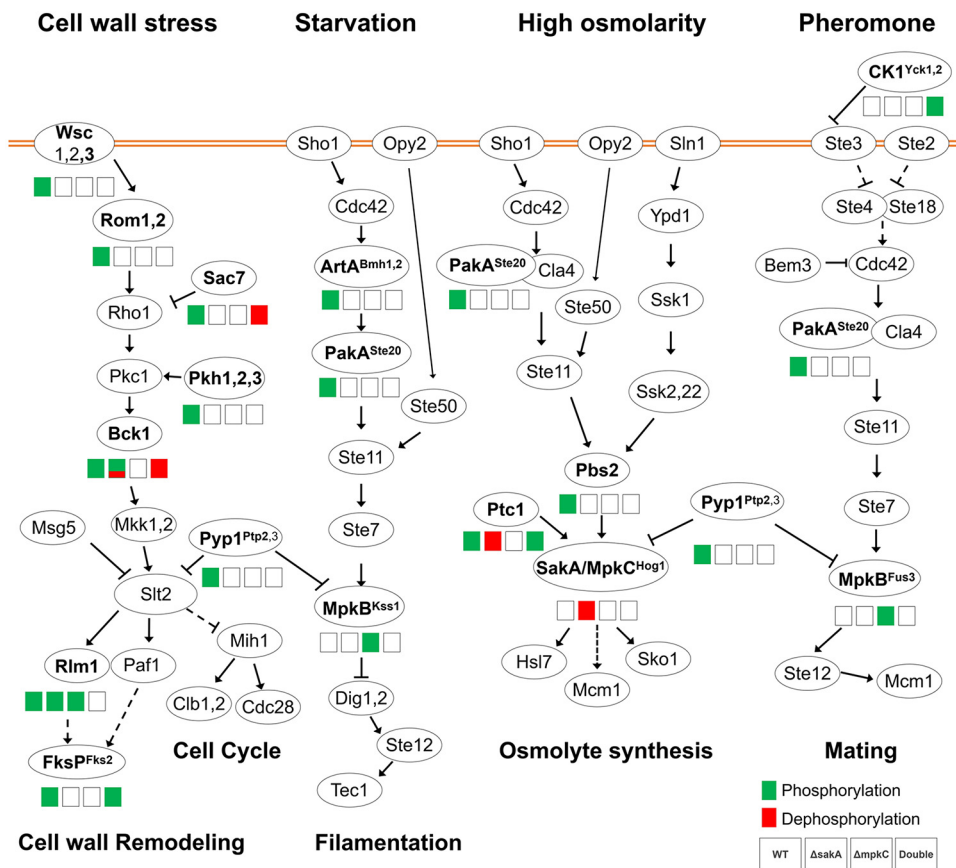 Cell wall stress
Starvation
High osmolarity
Pheromone
CK1Yck1,2
Wsc
1,2,3
Sho1
Opy2
Sho1
Opy2
Sln1
Ste3
Ste2
Rom1,2
Cdc42
Cdc42
Ypd1
Ste4
Ste18
Sac7
ArtABmh1,2
PakASte20
Cla4
Bem3
Cdc42
Rho1
Ste50
Ssk1
PakASte20
Cla4
Pkc1
Pkh1,2,3
PakASte20
Ste11
Ssk2,22
Ste50
Bck1
Ste11
Ste11
Pbs2
Msg5
Mkk1,2
Pyp1Ptp2,3
Ste7
Ptc1
Pyp1Ptp2,3
Ste7
Slt2
MpkBKss1
SakA/MpkCHog1
MpkBFus3
Rlm1
Paf1
Mih1
Hsl7
Sko1
Ste12
Mcm1
Clb1,2
Cdc28
Dig1,2
Mcm1
FksPFks2
Cell Cycle
Ste12
Osmolyte synthesis
Mating
Tec1
Phosphorylation
Dephosphorylation
Cell wall Remodeling
Filamentation
WT
ΔsakA
ΔmpkC
Double